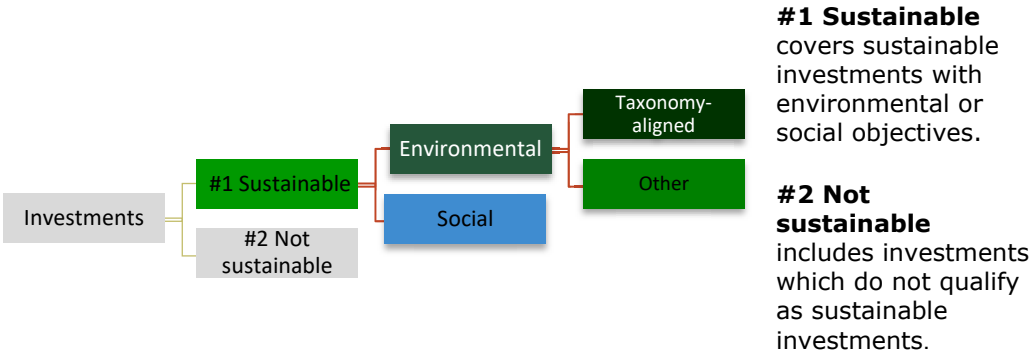 Investments
#1 Sustainable
#2 Not
sustainable
Environmental
Social
Taxonomy-
aligned
Other
#1 Sustainable
covers sustainable
investments with
environmental or
social objectives.
#2 Not
sustainable
includes investments
which do not qualify
as sustainable
investments.